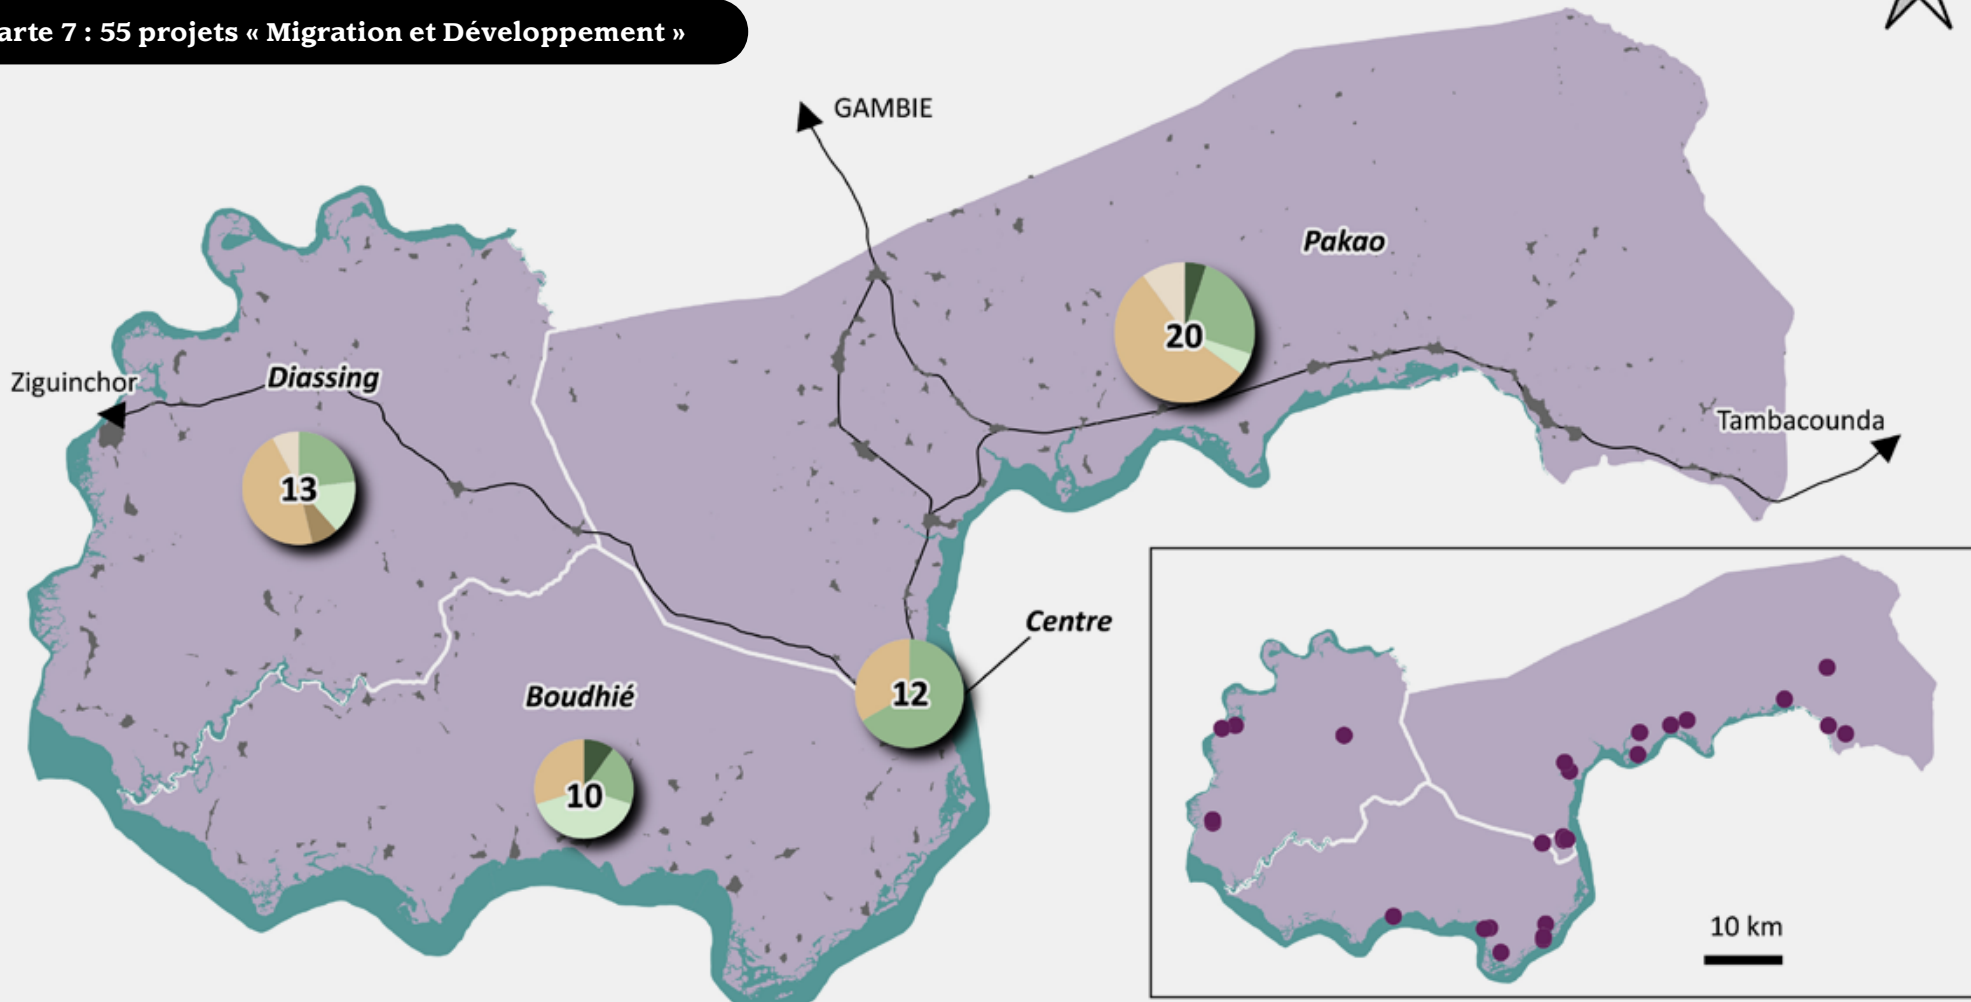 arte 7 : 55 projets « Migration et Développement »
GAMBIE
Pakao
20
Ziguinchor
Diassing
Tambacounda
13
Centre
Boudhié
12
10
10 km